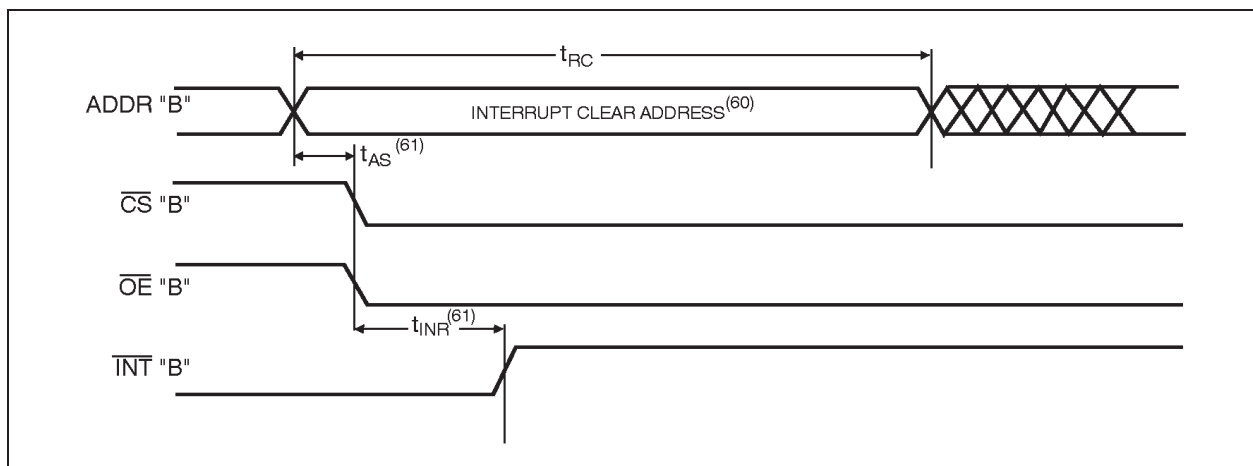 tRC
ADDR "B"
INTERRUPT CLEAR ADDRESS(60)
tAS (61)
CS "B"
OE "B"
tINR(61)
INT "B"